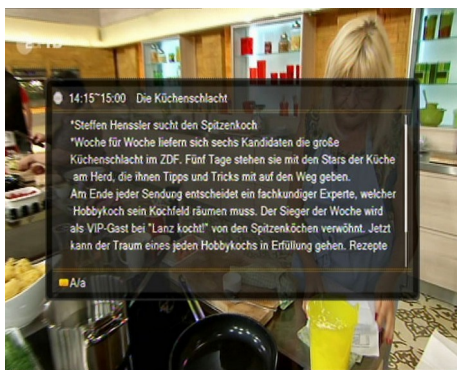 14:15~15:00 Die Küchenschlacht
*Steffen Henssler sucht den Spitzenkoch
*Woche für Woche liefern sich sechs Kandidaten die große
Küchenschlacht im ZDF. Fünf Tage stehen sie mit den Stars der Küche
am Herd, die ihnen Tipps und Tricks mit auf den Weg geben.
Am Ende jeder Sendung entscheidet ein fachkundiger Experte, welcher
Hobbykoch sein Kochfeld räumen muss. Der Sieger der Woche wird
als VIP-Gast bei "Lanz kocht!" von den Spitzenköchen verwöhnt. Jetzt
kann der Traum eines jeden Hobbykochs in Erfüllung gehen. Rezepte
A/a